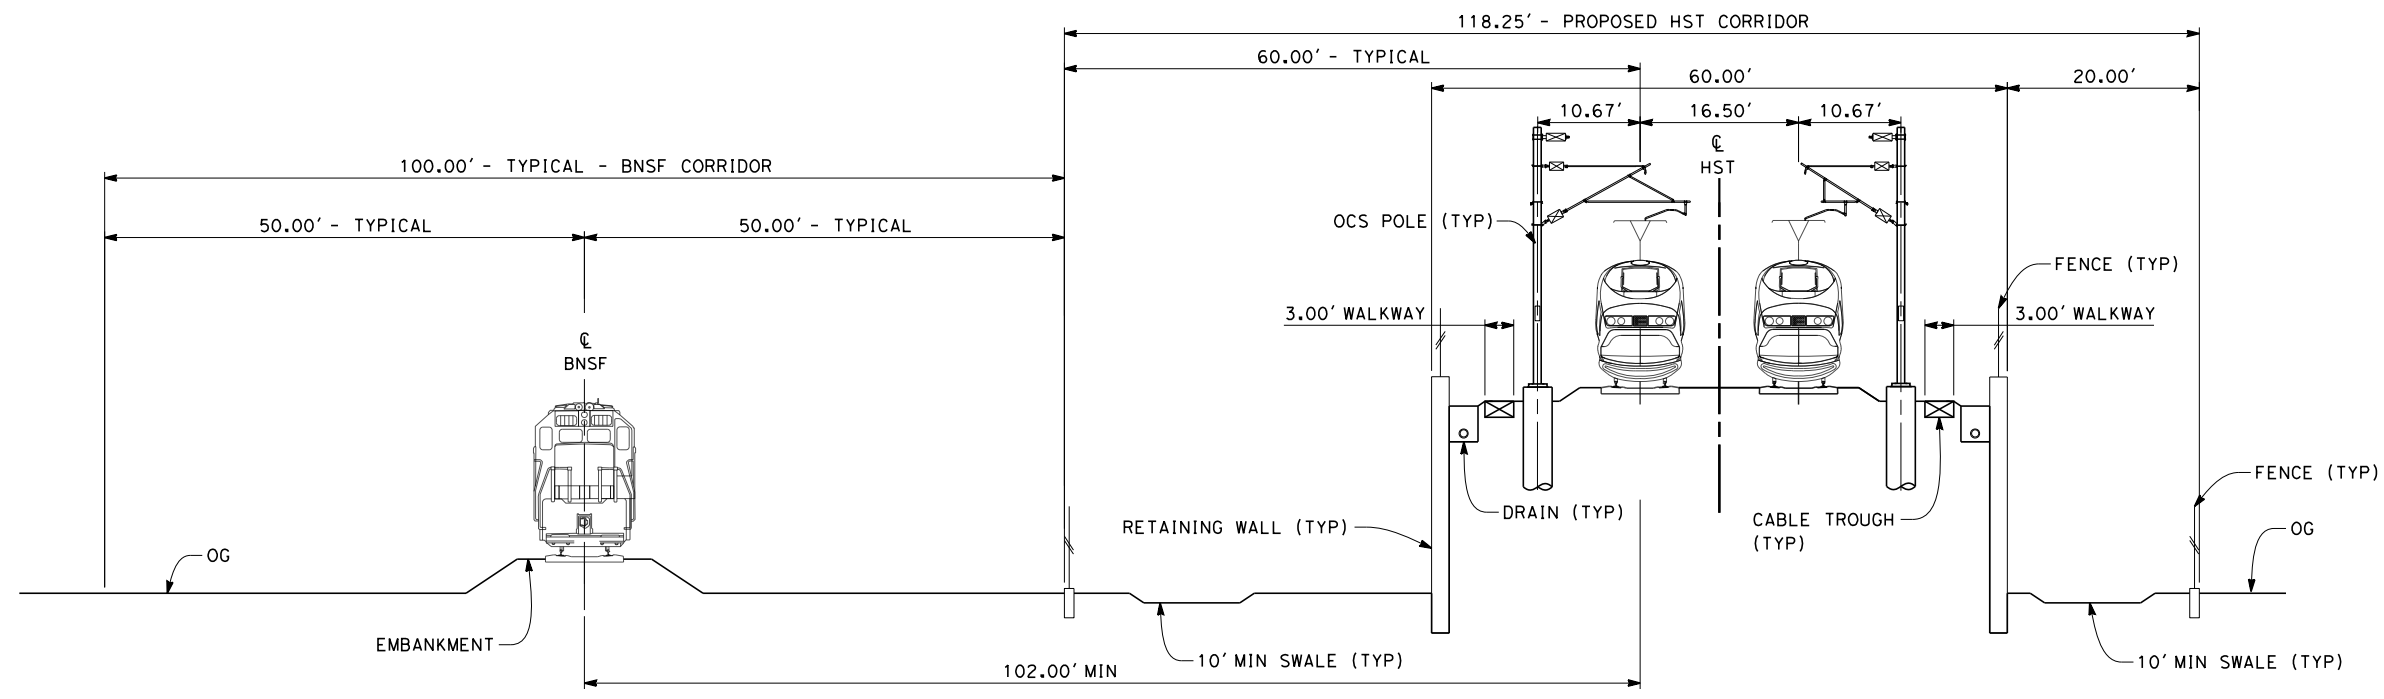 118.25' - PROPOSED HST CORRIDOR
60.00' - TYPICAL
60.00'
20.00'
10.67'
16.50'
10.67'
℄
HST
100.00' - TYPICAL - BNSF CORRIDOR
50.00' - TYPICAL
50.00' - TYPICAL
OCS POLE (TYP)
FENCE (TYP)
3.00' WALKWAY
3.00' WALKWAY
℄
BNSF
FENCE (TYP)
DRAIN (TYP)
RETAINING WALL (TYP)
CABLE TROUGH
(TYP)
OG
OG
EMBANKMENT
10' MIN SWALE (TYP)
10' MIN SWALE (TYP)
102.00' MIN